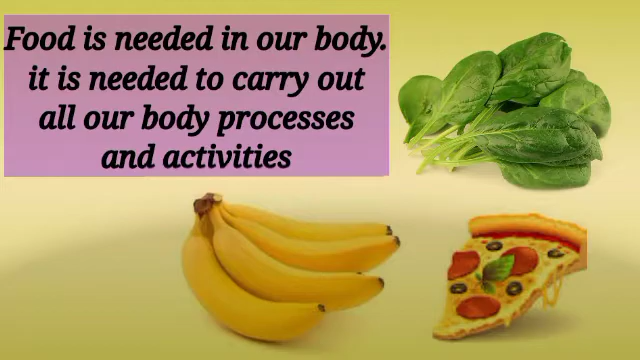 Food is needed in our body.
it is needed to carry out
all our body processes
and activities